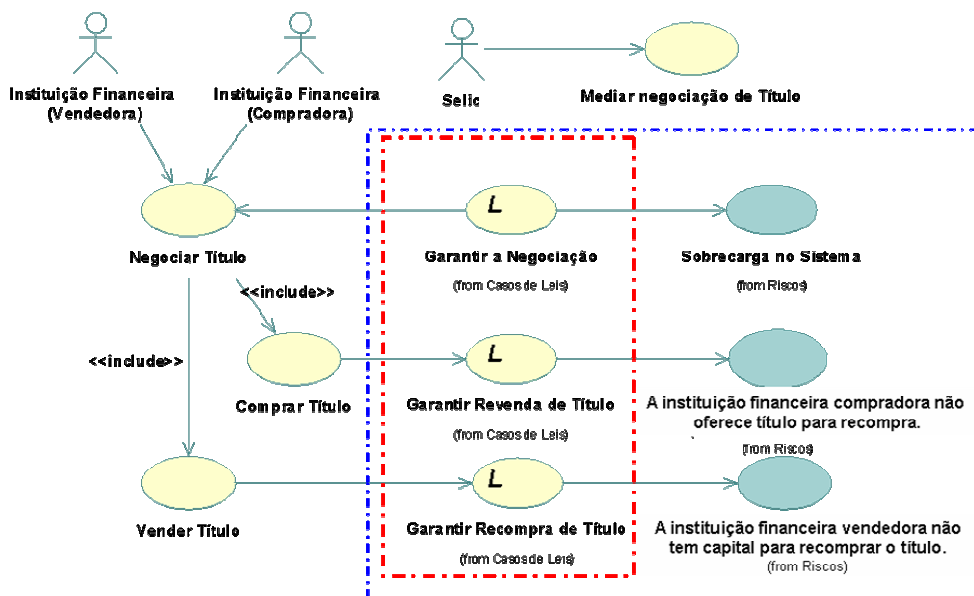 Instituição Financeira
(Vendedora)
Instituição Financeira
(Compradora)
Selic
Mediar negociação de Título
L
Negociar Título
Garantir a Negociação
(from Casos de Leis)
Sobrecarga no Sistema
(from Riscos)
<<include>>
<<include>>
L
Comprar Título
Garantir Revenda de Título
(from Casos de Leis)
A instituição financeira compradora não
oferece título para recompra.
(from Riscos)
L
Vender Título
Garantir Recompra de Título
(from Casos de Leis)
A instituição financeira vendedora não
tem capital para recomprar o título.
(from Riscos)